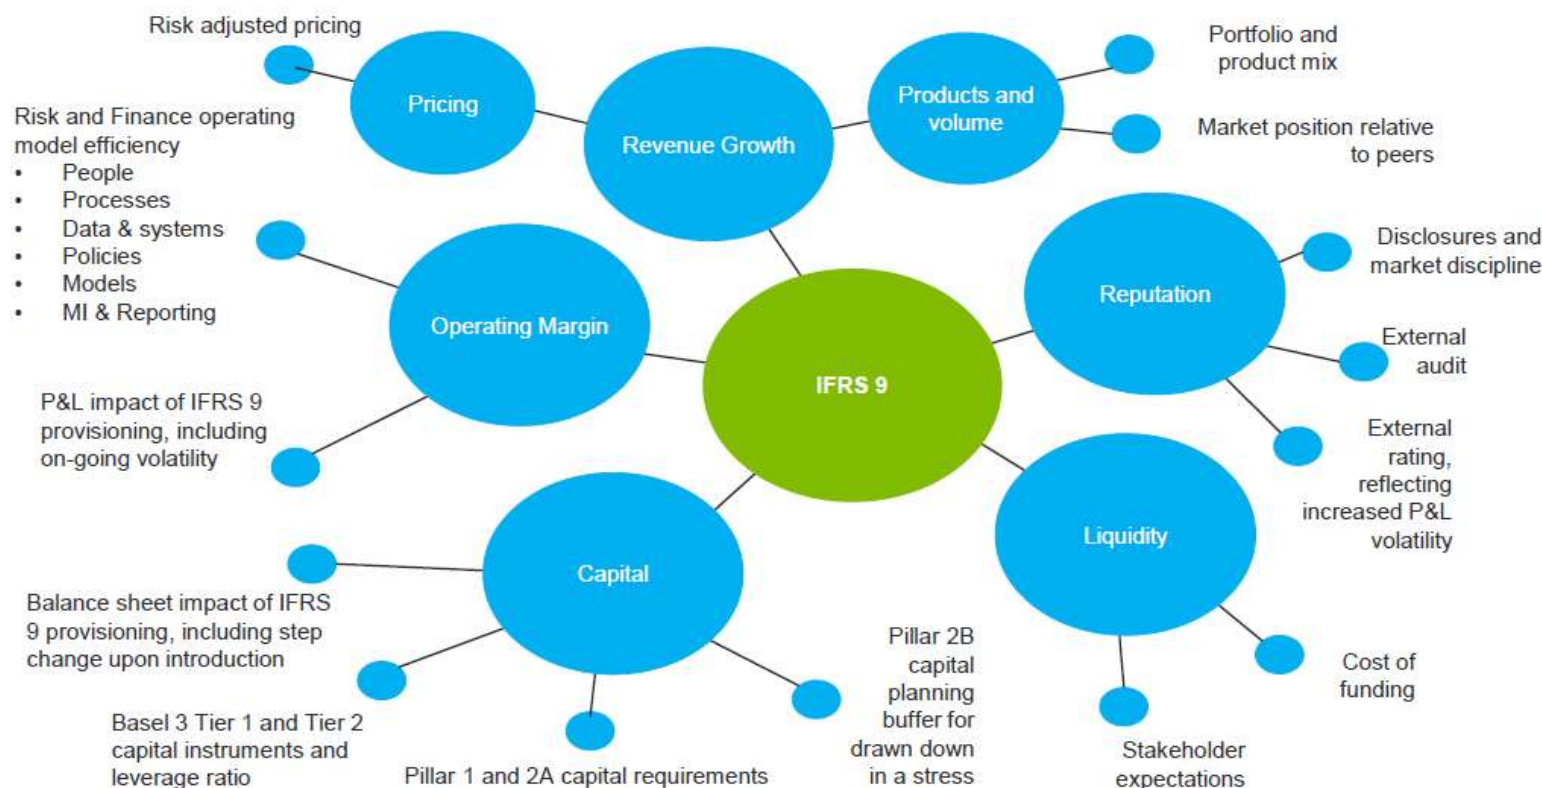 Risk adjusted pricing
Pricing
Revenue Growth
Products and
volume
Portfolio and
product mix
Market position relative
to peers
Risk and Finance operating
model efficiency
• People
• Processes
• Data & systems
• Policies
• Models
• MI & Reporting
Operating Margin
P&L impact of IFRS 9
provisioning, including
on-going volatility
IFRS 9
Reputation
Disclosures and
market discipline
External
audit
External
rating,
reflecting
increased P&L
volatility
Capital
Balance sheet impact of IFRS
9 provisioning, including step
change upon introduction
Basel 3 Tier 1 and Tier 2
capital instruments and
leverage ratio
Pillar 1 and 2A capital requirements
Pillar 2B
capital
planning
buffer for
drawn down
in a stress
Liquidity
Cost of
funding
Stakeholder
expectations